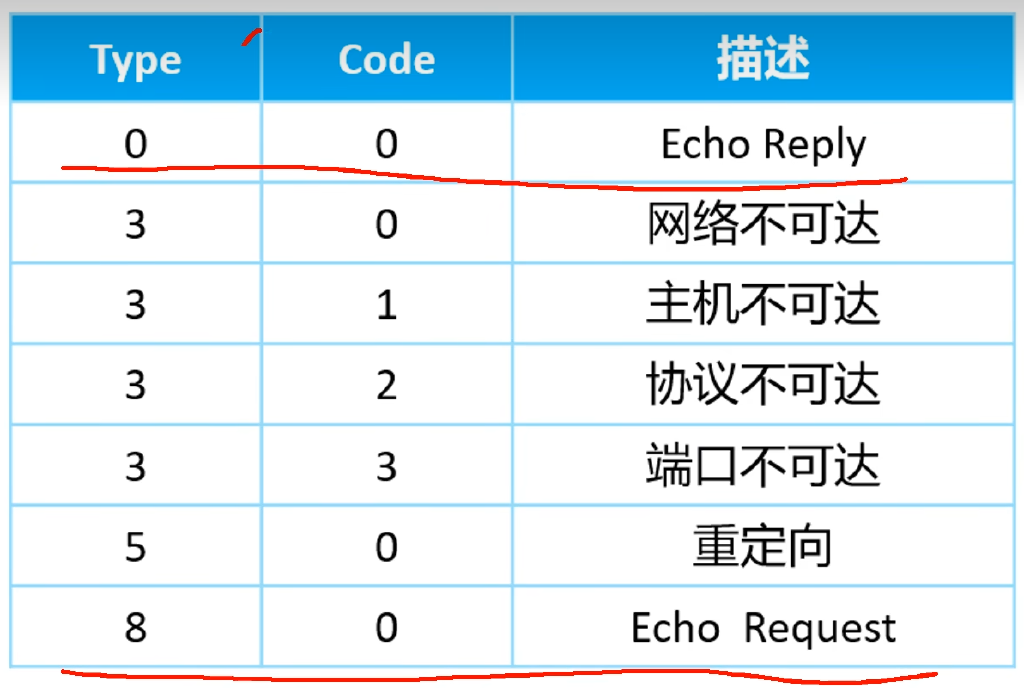 Type Code 描述
0 0 Echo Reply
3 0 网络不可达
3 1 主机不可达
3 2 协议不可达
3 3 端口不可达
5 0 重定向
8 0 Echo Request